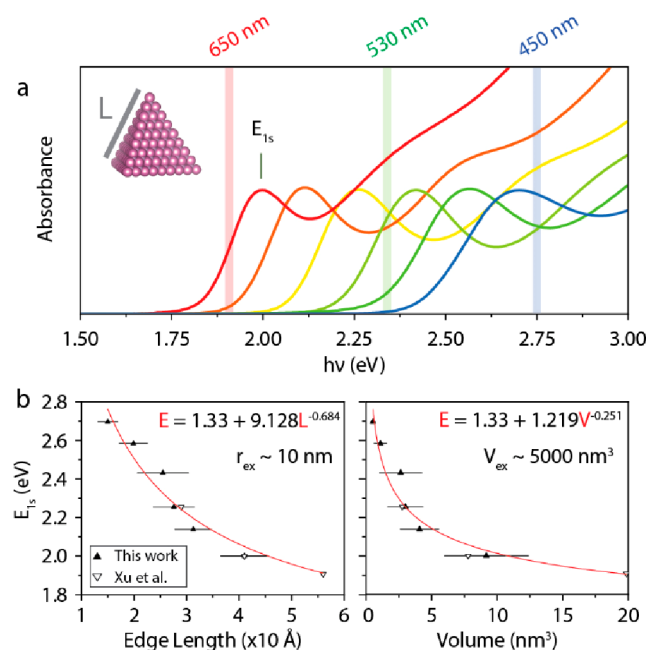 650 nm
530 nm
450 nm
a
L
E1s
Absorbance
1.50 1.75 2.00 2.25 2.50 2.75 3.00
hν (eV)
b
E = 1.33 + 9.128L-0.684
rex ~ 10 nm
E1s (eV)
2.8
2.6
2.4
2.2
2.0
1.8
This work
Xu et al.
1 2 3 4 5 6
Edge Length (x10 Å)
E = 1.33 + 1.219V-0.251
Vex ~ 5000 nm3
0 5 10 15 20
Volume (nm3)